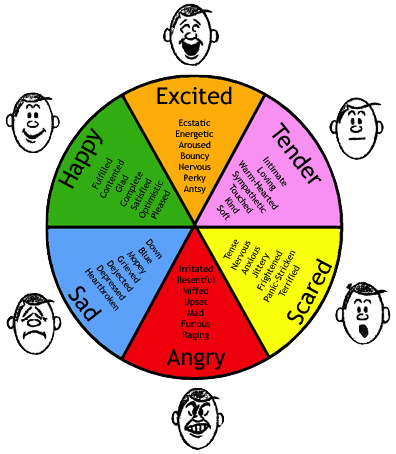 Excited
Ecstatic
Energetic
Aroused
Bouncy
Nervous
Perky
Antsy
Tender
Intimate
Loving
Warm-Hearted
Sympathetic
Touched
Kind
Soft
Scared
Tense
Nervous
Anxious
Jittery
Frightened
Panic-Stricken
Terrified
Angry
Irritated
Resentful
Miffed
Upset
Mad
Furious
Raging
Sad
Down
Blue
Mopey
Grieved
Dejected
Depressed
Heartbroken
Happy
Fulfilled
Contented
Glad
Complete
Satisfied
Optimistic
Pleased